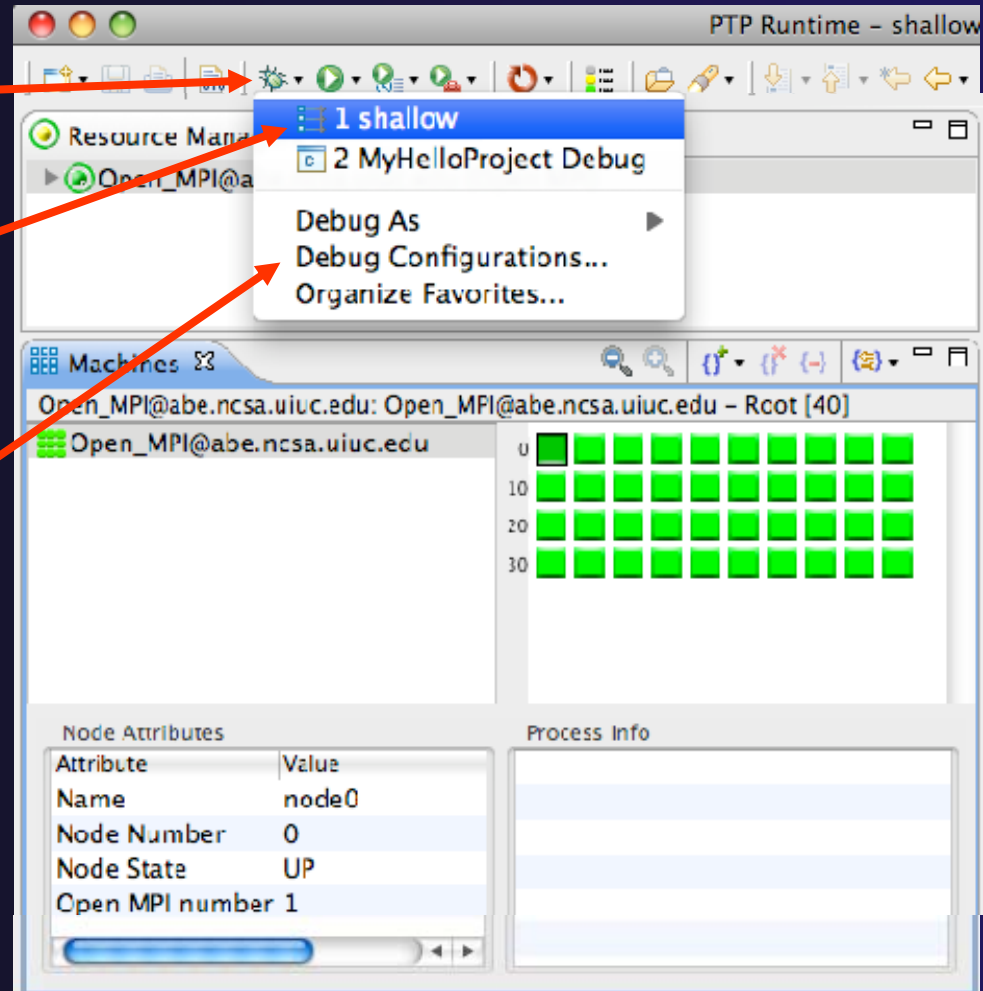 PTP Runtime – shallow
1 shallow
2 MyHelloProject Debug
Debug As
Debug Configurations...
Organize Favorites...
Resource Mana
Open_MPI@a
Machines
Open_MPI@abe.ncsa.uiuc.edu: Open_MPI@abe.ncsa.uiuc.edu – Root [40]
Open_MPI@abe.ncsa.uiuc.edu
0
10
20
30
Node Attributes
Attribute Value
Name node0
Node Number 0
Node State UP
Open MPI number 1
Process Info